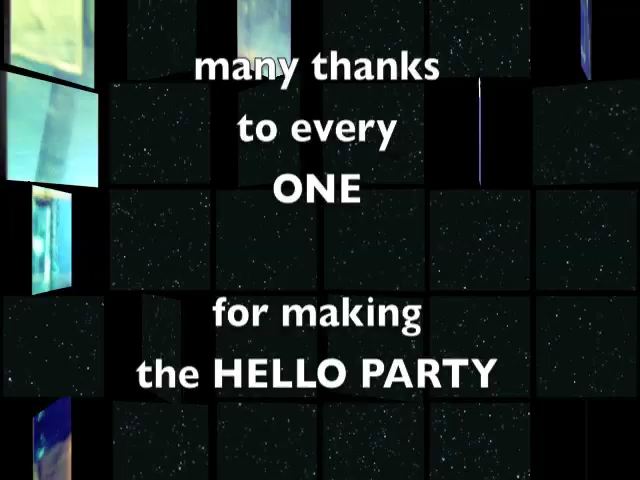 many thanks
to every
ONE
for making
the HELLO PARTY